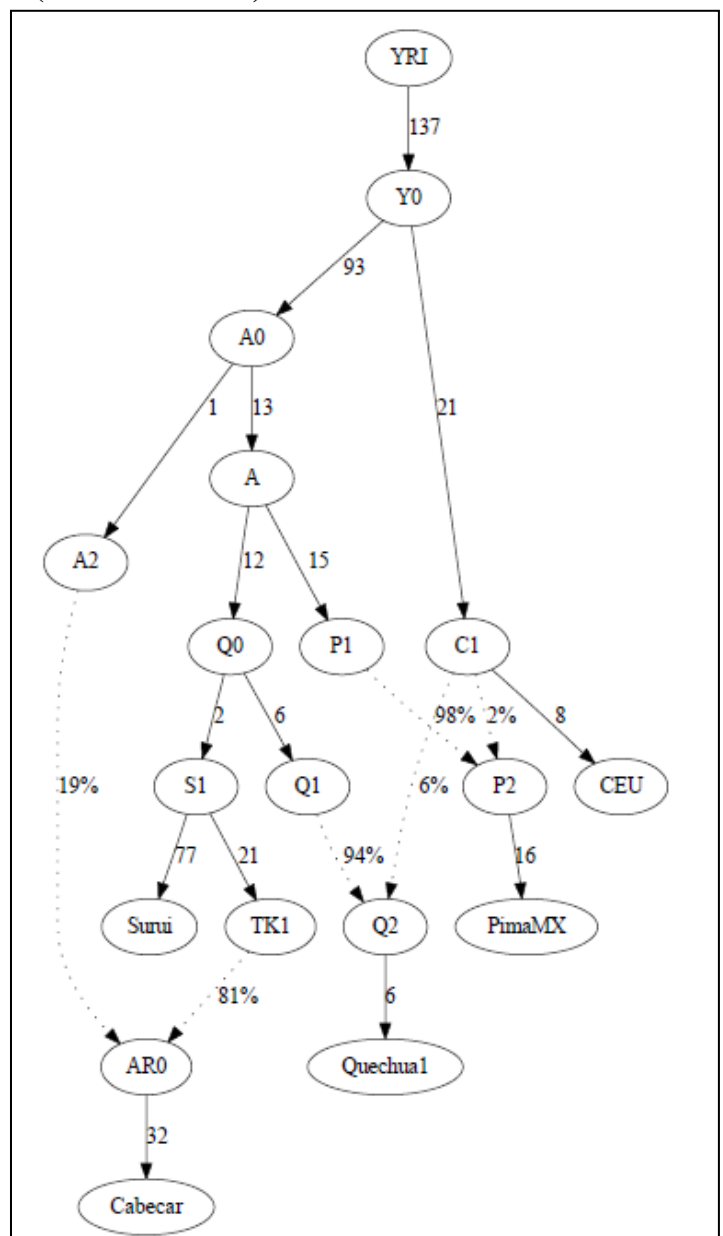 YRI
137
Y0
93
A0
21
1
13
A
A2
12
15
Q0
P1
C1
2
6
98%
2%
8
19%
S1
Q1
6%
P2
CEU
77
21
94%
16
Surui
TK1
Q2
PimaMX
81%
6
AR0
Quechua1
32
Cabecar